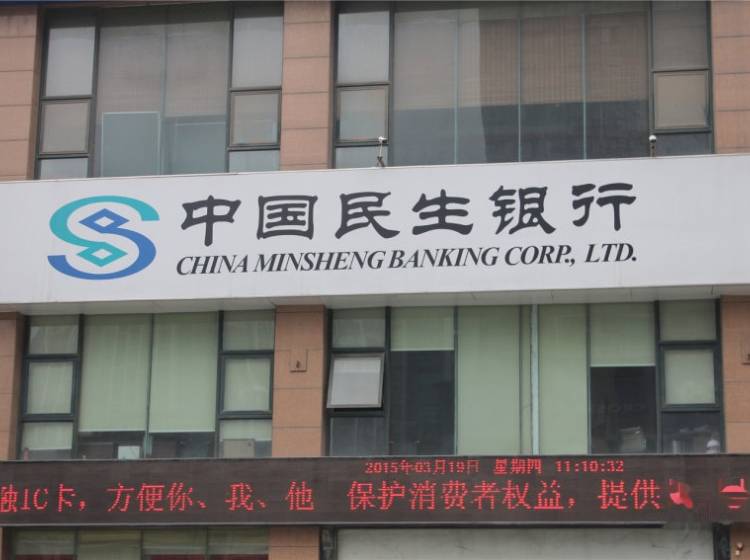 中国民生银行
CHINA MINSHENG BANKING CORP., LTD.
2015年03月19日 星期四 11:10:32
融IC卡,方便你、我、他 保护消费者权益,提供